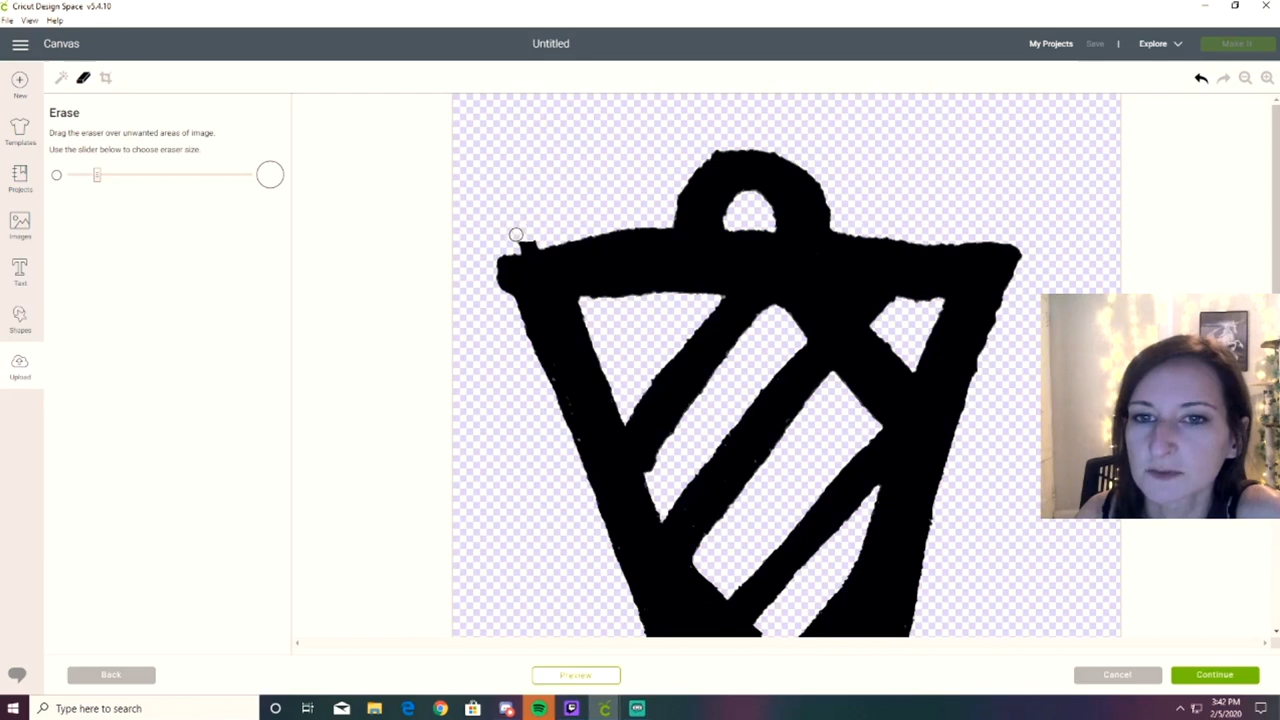 Cricut Design Space v5.4.10
File View Help
Canvas
Untitled
My Projects Save | Explore Make It
New
Templates
Projects
Images
Text
Shapes
Upload
Erase
Drag the eraser over unwanted areas of image.
Use the slider below to choose eraser size.
Back
Preview
Cancel
Continue
Type here to search
3:42 PM
2/5/2020